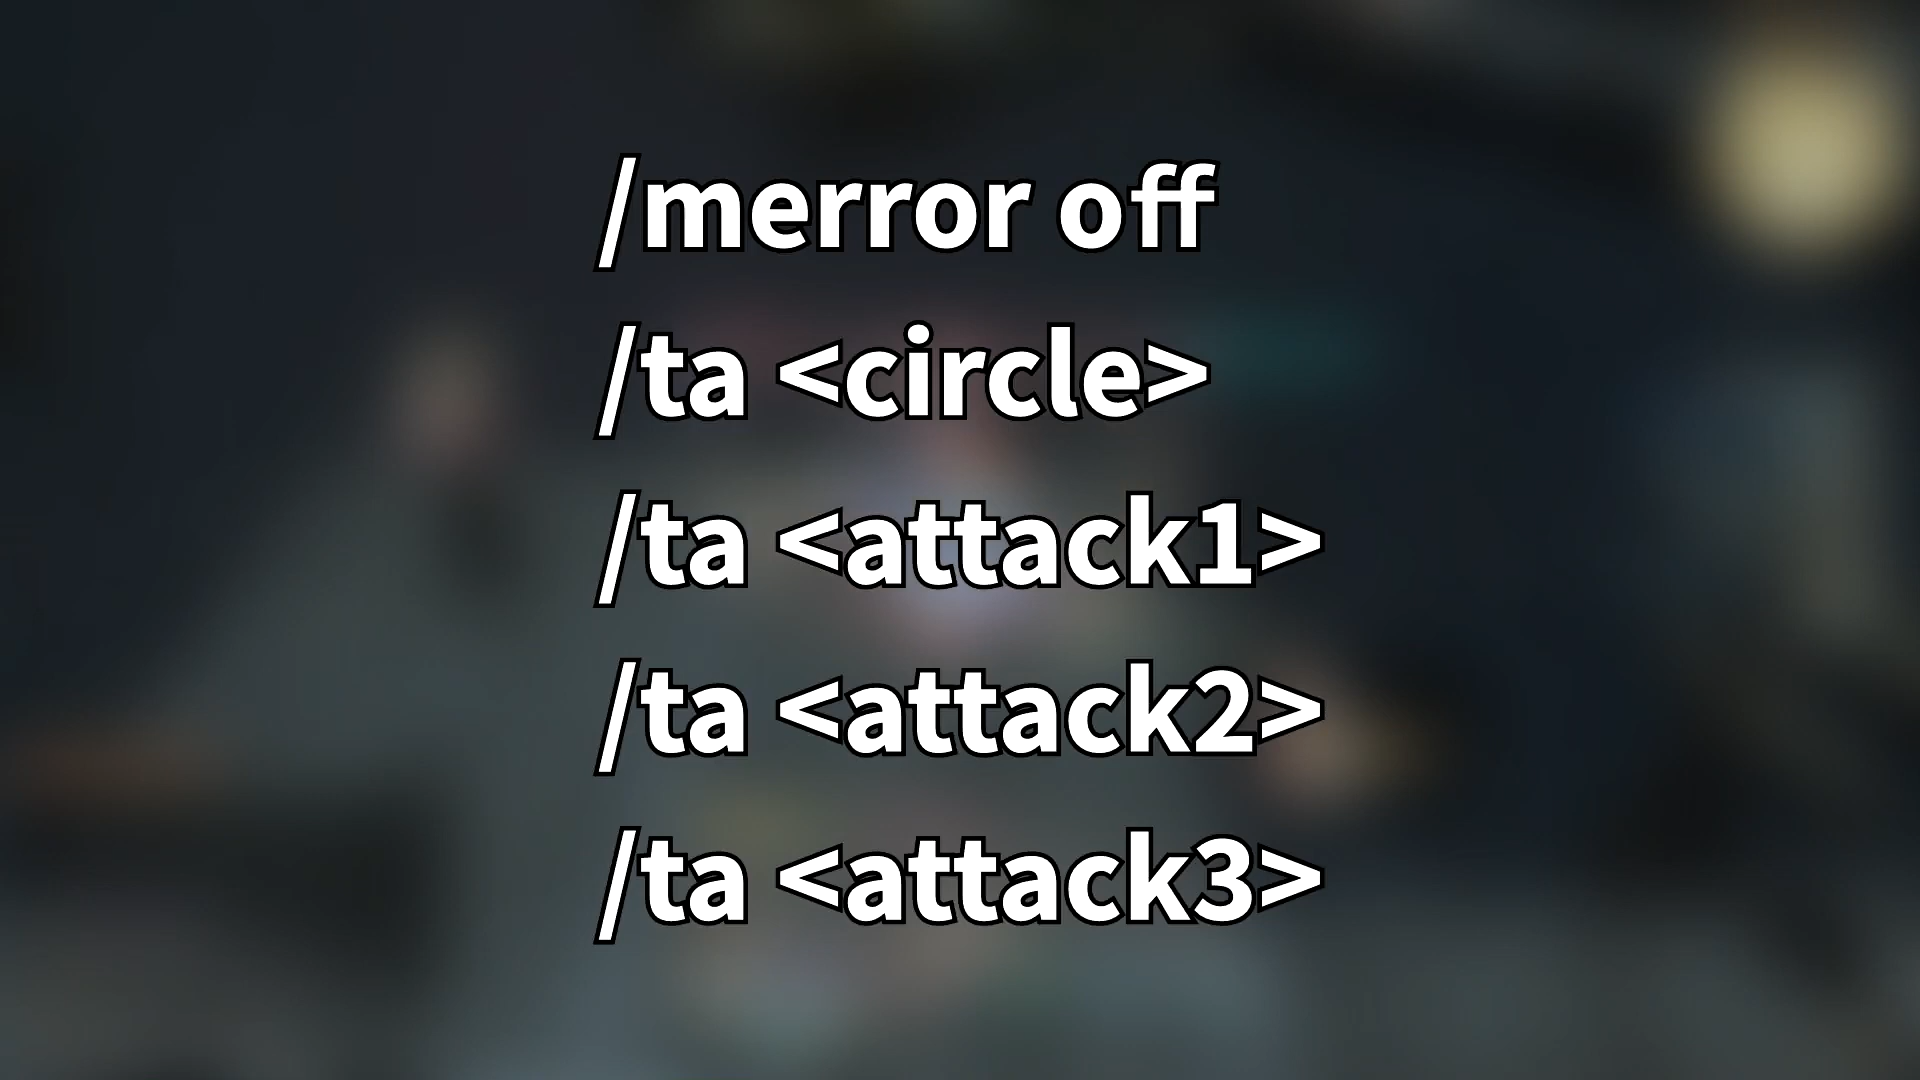 /merror off
/ta <circle>
/ta <attack1>
/ta <attack2>
/ta <attack3>